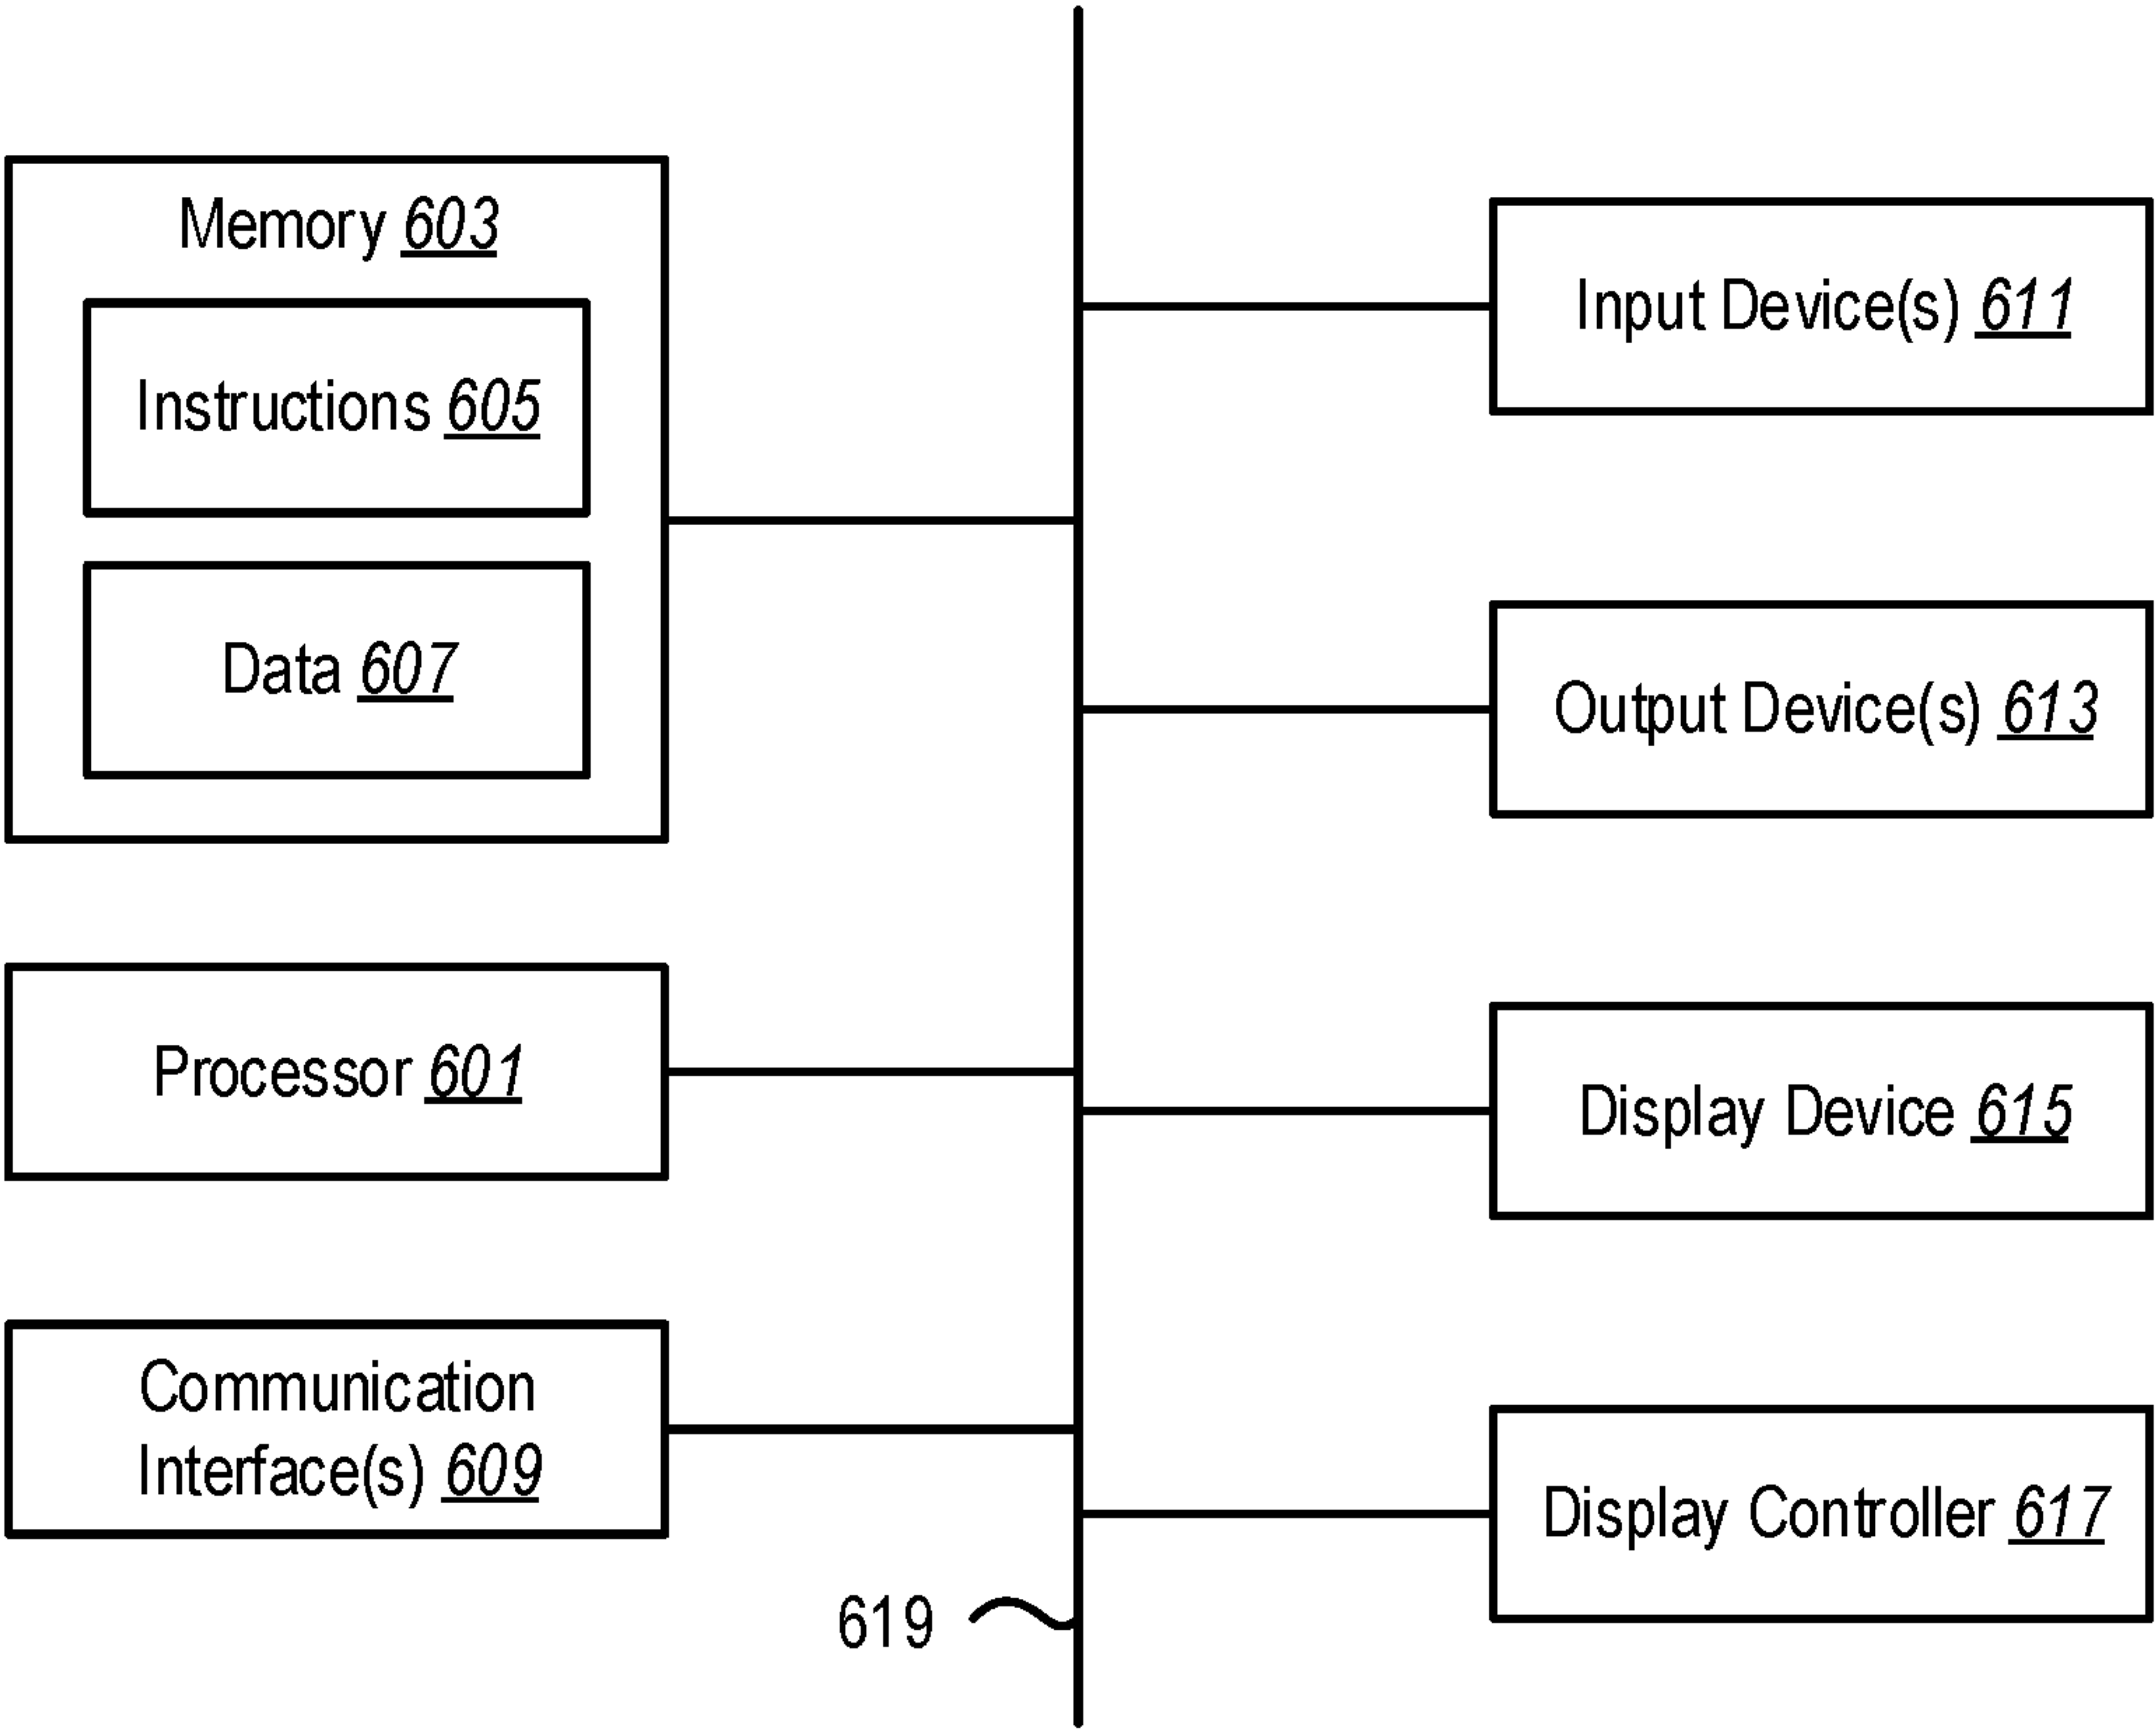 Memory 603
Instructions 605
Data 607
Processor 601
Communication
Interface(s) 609
Input Device(s) 611
Output Device(s) 613
Display Device 615
Display Controller 617
619